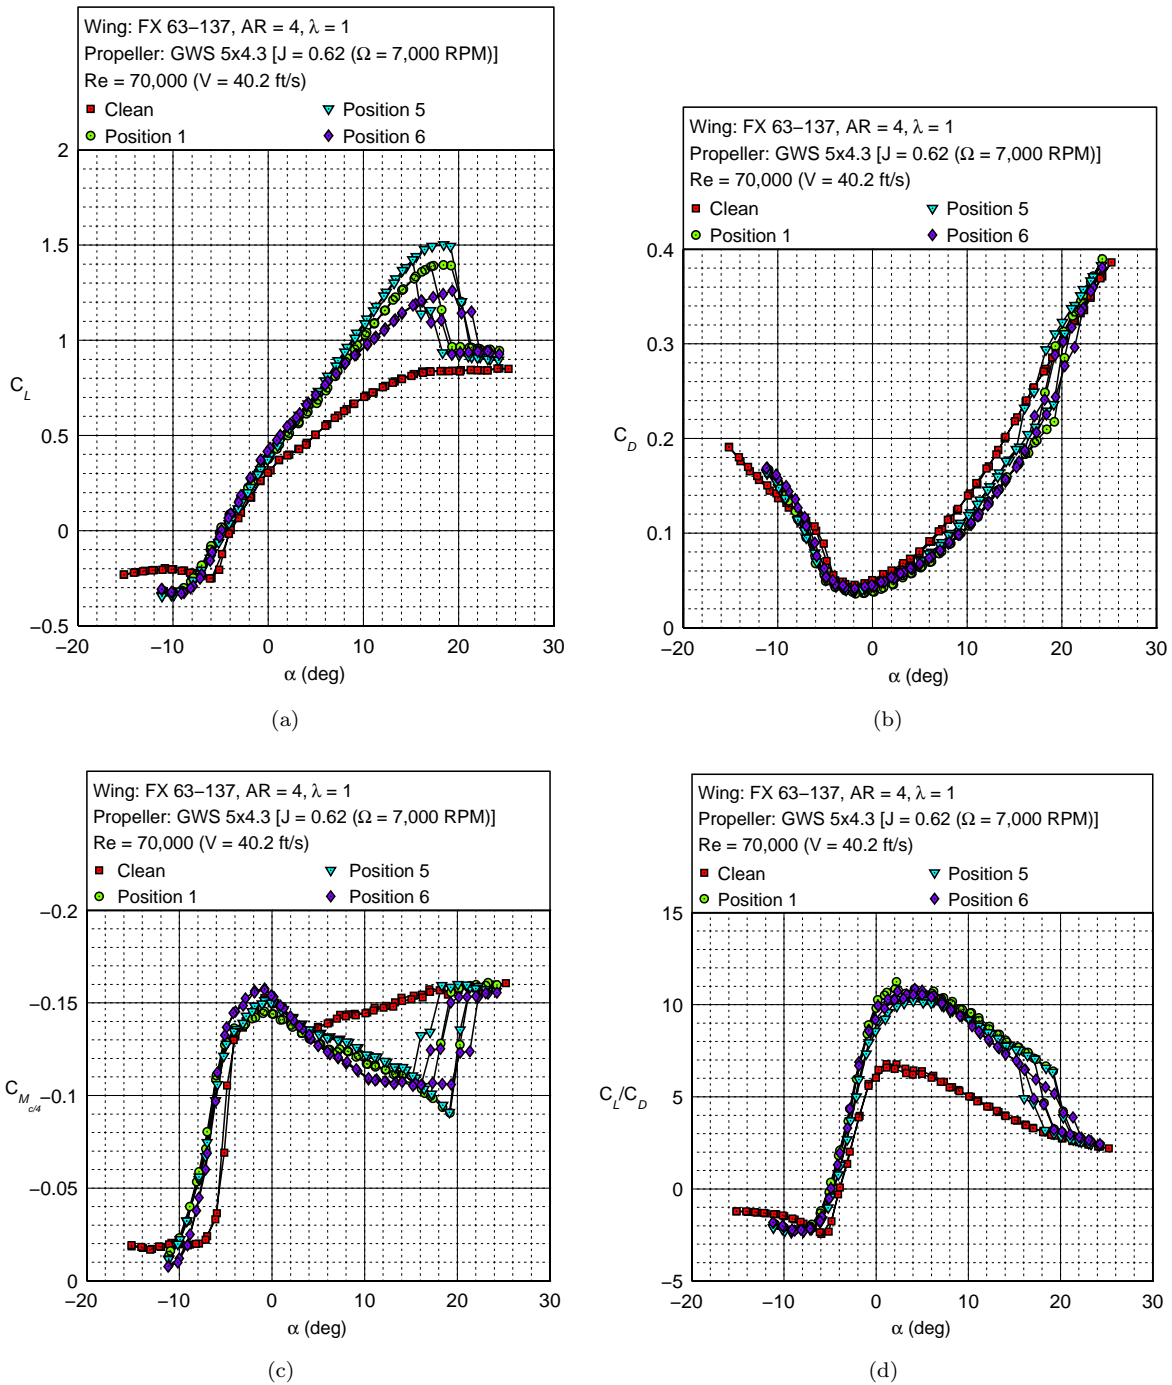 Wing: FX 63−137, AR = 4, λ = 1
Propeller: GWS 5x4.3 [J = 0.62 (Ω = 7,000 RPM)]
Re = 70,000 (V = 40.2 ft/s)
Clean Position 5
Position 1 Position 6
2
1.5
1
C_L
0.5
0
−0.5
−20 −10 0 10 20 30
α (deg)
(a)
Wing: FX 63−137, AR = 4, λ = 1
Propeller: GWS 5x4.3 [J = 0.62 (Ω = 7,000 RPM)]
Re = 70,000 (V = 40.2 ft/s)
Clean Position 5
Position 1 Position 6
0.4
0.3
C_D 0.2
0.1
0
−20 −10 0 10 20 30
α (deg)
(b)
Wing: FX 63−137, AR = 4, λ = 1
Propeller: GWS 5x4.3 [J = 0.62 (Ω = 7,000 RPM)]
Re = 70,000 (V = 40.2 ft/s)
Clean Position 5
Position 1 Position 6
−0.2
−0.15
C_M_c/4 −0.1
−0.05
0
−20 −10 0 10 20 30
α (deg)
(c)
Wing: FX 63−137, AR = 4, λ = 1
Propeller: GWS 5x4.3 [J = 0.62 (Ω = 7,000 RPM)]
Re = 70,000 (V = 40.2 ft/s)
Clean Position 5
Position 1 Position 6
15
10
C_L/C_D 5
0
−5
−20 −10 0 10 20 30
α (deg)
(d)